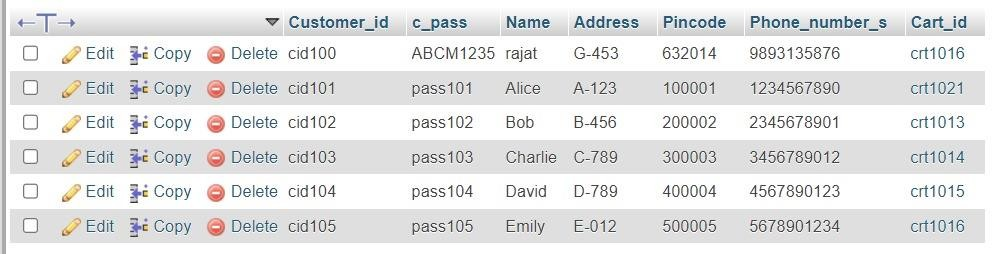 Customer_id c_pass Name Address Pincode Phone_number_s Cart_id
Edit Copy Delete cid100 ABCM1235 rajat G-453 632014 9893135876 crt1016
Edit Copy Delete cid101 pass101 Alice A-123 100001 1234567890 crt1021
Edit Copy Delete cid102 pass102 Bob B-456 200002 2345678901 crt1013
Edit Copy Delete cid103 pass103 Charlie C-789 300003 3456789012 crt1014
Edit Copy Delete cid104 pass104 David D-789 400004 4567890123 crt1015
Edit Copy Delete cid105 pass105 Emily E-012 500005 5678901234 crt1016